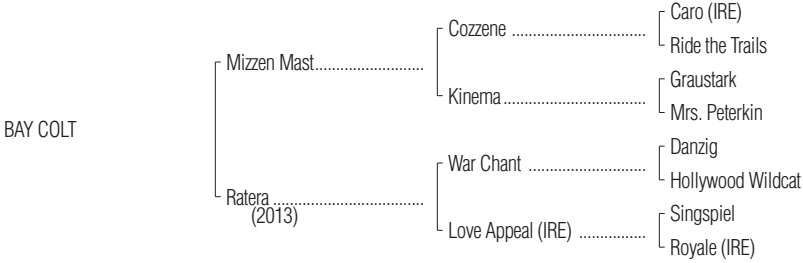 Caro (IRE)
Cozzene ................................
Ride the Trails
Mizzen Mast..........................
Graustark
Kinema..................................
Mrs. Peterkin
BAY COLT
Danzig
War Chant ............................
Hollywood Wildcat
Ratera ....................................
(2013)
Singspiel
Love Appeal (IRE) ................
Royale (IRE)